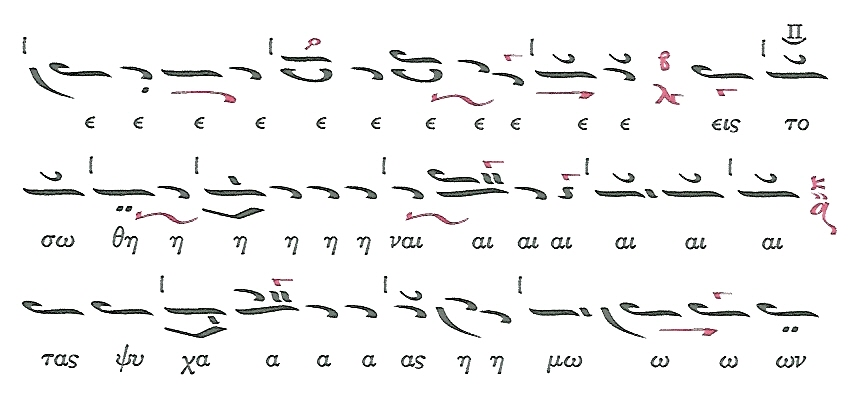 ε ε ε ε ε ε ε ε ε ε ε εις το
σω θη η η η η η ναι αι αι αι αι αι αι
τας ψυ χα α α α ας η η μω ω ω ων